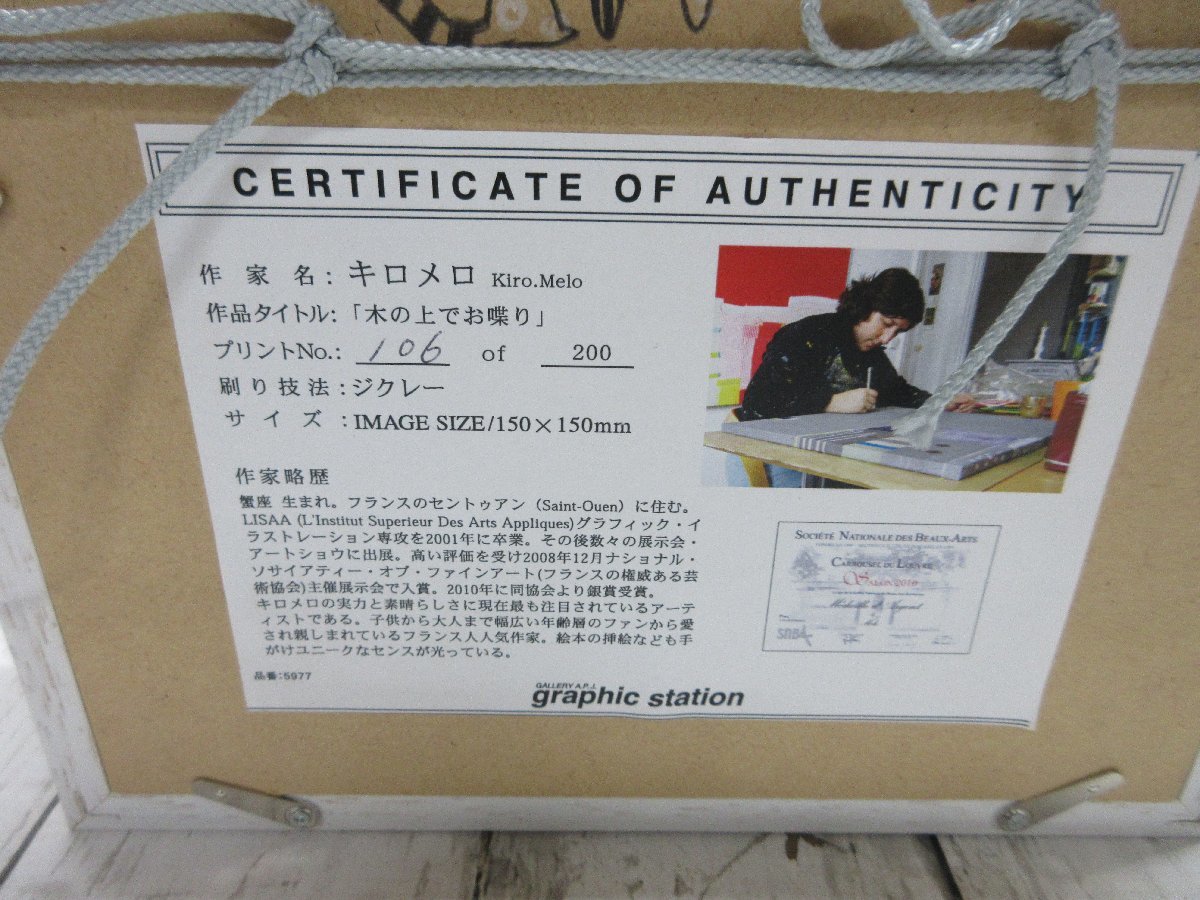 CERTIFICATE OF AUTHENTICITY
作 家 名：キロメロ Kiro.Melo
作品タイトル：「木の上でお喋り」
プリントNo.： 106 of 200
刷り技法：ジクレー
サ イ ズ ：IMAGE SIZE/150×150mm
作家略歴
蟹座 生まれ。フランスのセントゥアン（Saint-Ouen）に住む。
LISAA (L'Institut Superieur Des Arts Appliques)グラフィック・イ
ラストレーション専攻を2001年に卒業。その後数々の展示会・
アートショウに出展。高い評価を受け2008年12月ナショナル・
ソサイアティー・オブ・ファインアート(フランスの権威ある芸
術協会)主催展示会で入賞。2010年に同協会より銀賞受賞。
キロメロの実力と素晴らしさに現在最も注目されているアーテ
ィストである。子供から大人まで幅広い年齢層のファンから愛
され親しまれているフランス人人気作家。絵本の挿絵なども手
がけユニークなセンスが光っている。
品番：5977
GALLERY A.P.J.
graphic station
SOCIÉTÉ NATIONALE DES BEAUX-ARTS
CARROUSEL DU LOUVRE
SALON 2010
SNBA